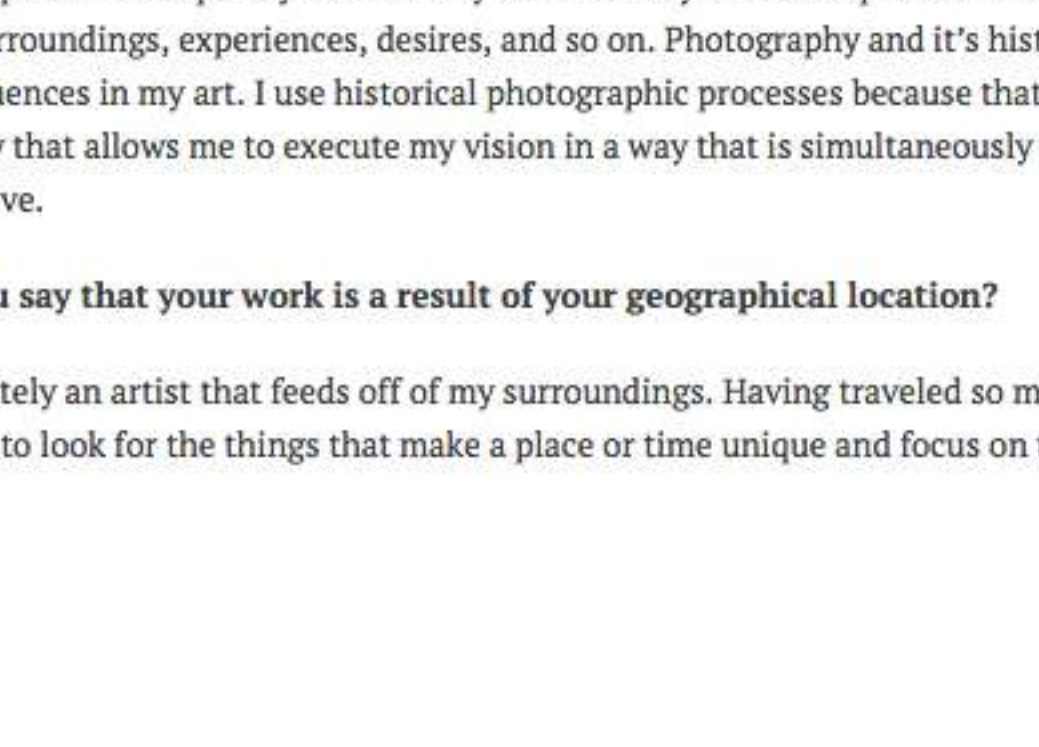 rroundings, experiences, desires, and so on. Photography and it's hist
uences in my art. I use historical photographic processes because that
that allows me to execute my vision in a way that is simultaneously
ve.
u say that your work is a result of your geographical location?
tely an artist that feeds off of my surroundings. Having traveled so m
to look for the things that make a place or time unique and focus on